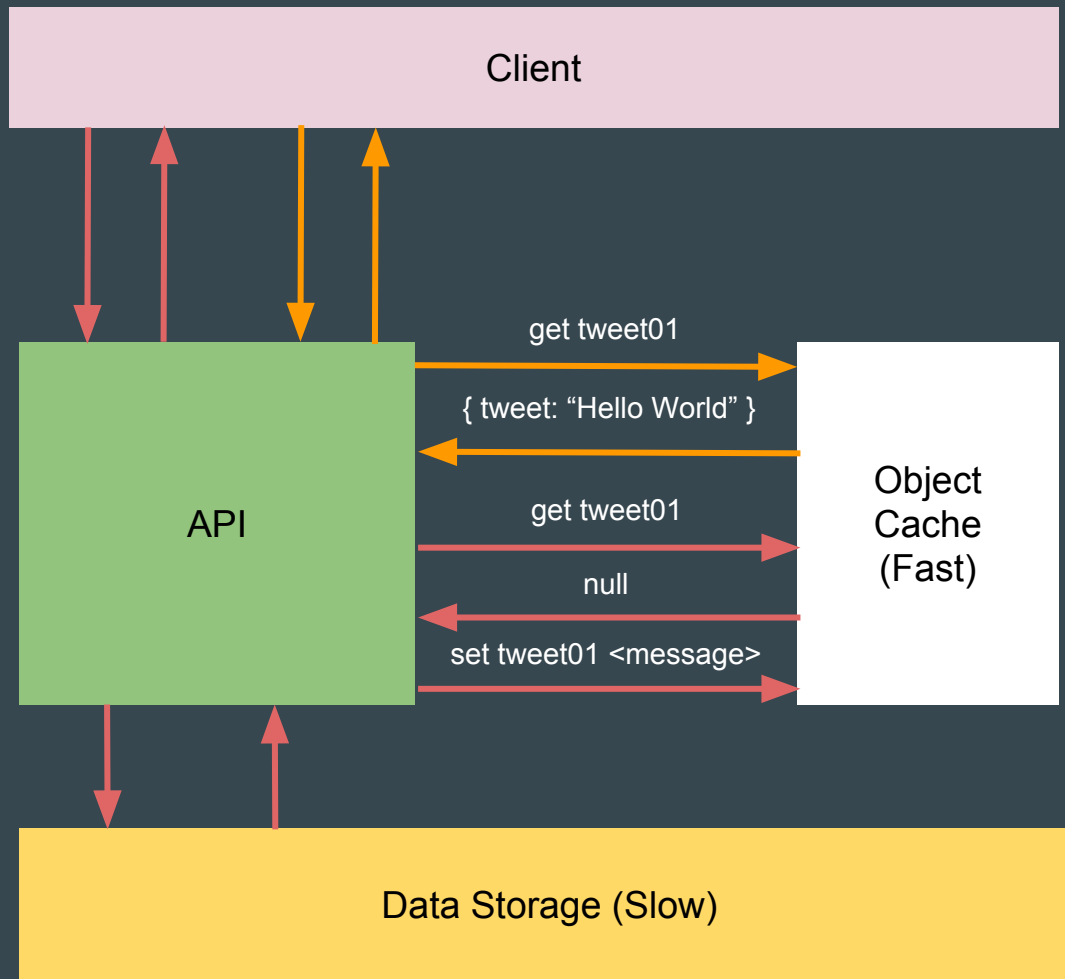 Client
get tweet01
{ tweet: “Hello World” }
API
get tweet01
null
set tweet01 <message>
Object
Cache
(Fast)
Data Storage (Slow)